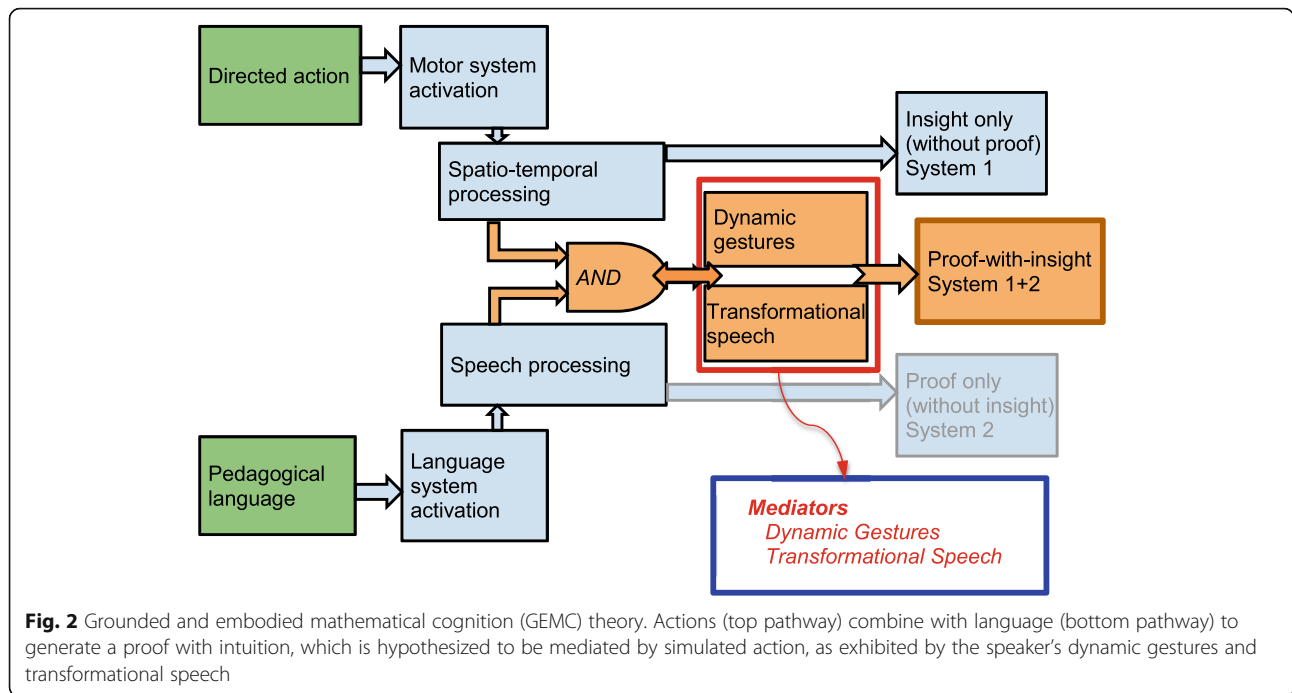 Directed action
Motor system
activation
Insight only
(without proof)
System 1
Spatio-temporal
processing
Dynamic
gestures
AND
Proof-with-insight
System 1+2
Transformational
speech
Speech processing
Proof only
(without insight)
System 2
Pedagogical
language
Language
system
activation
Mediators
Dynamic Gestures
Transformational Speech
Fig. 2 Grounded and embodied mathematical cognition (GEMC) theory. Actions (top pathway) combine with language (bottom pathway) to
generate a proof with intuition, which is hypothesized to be mediated by simulated action, as exhibited by the speaker's dynamic gestures and
transformational speech